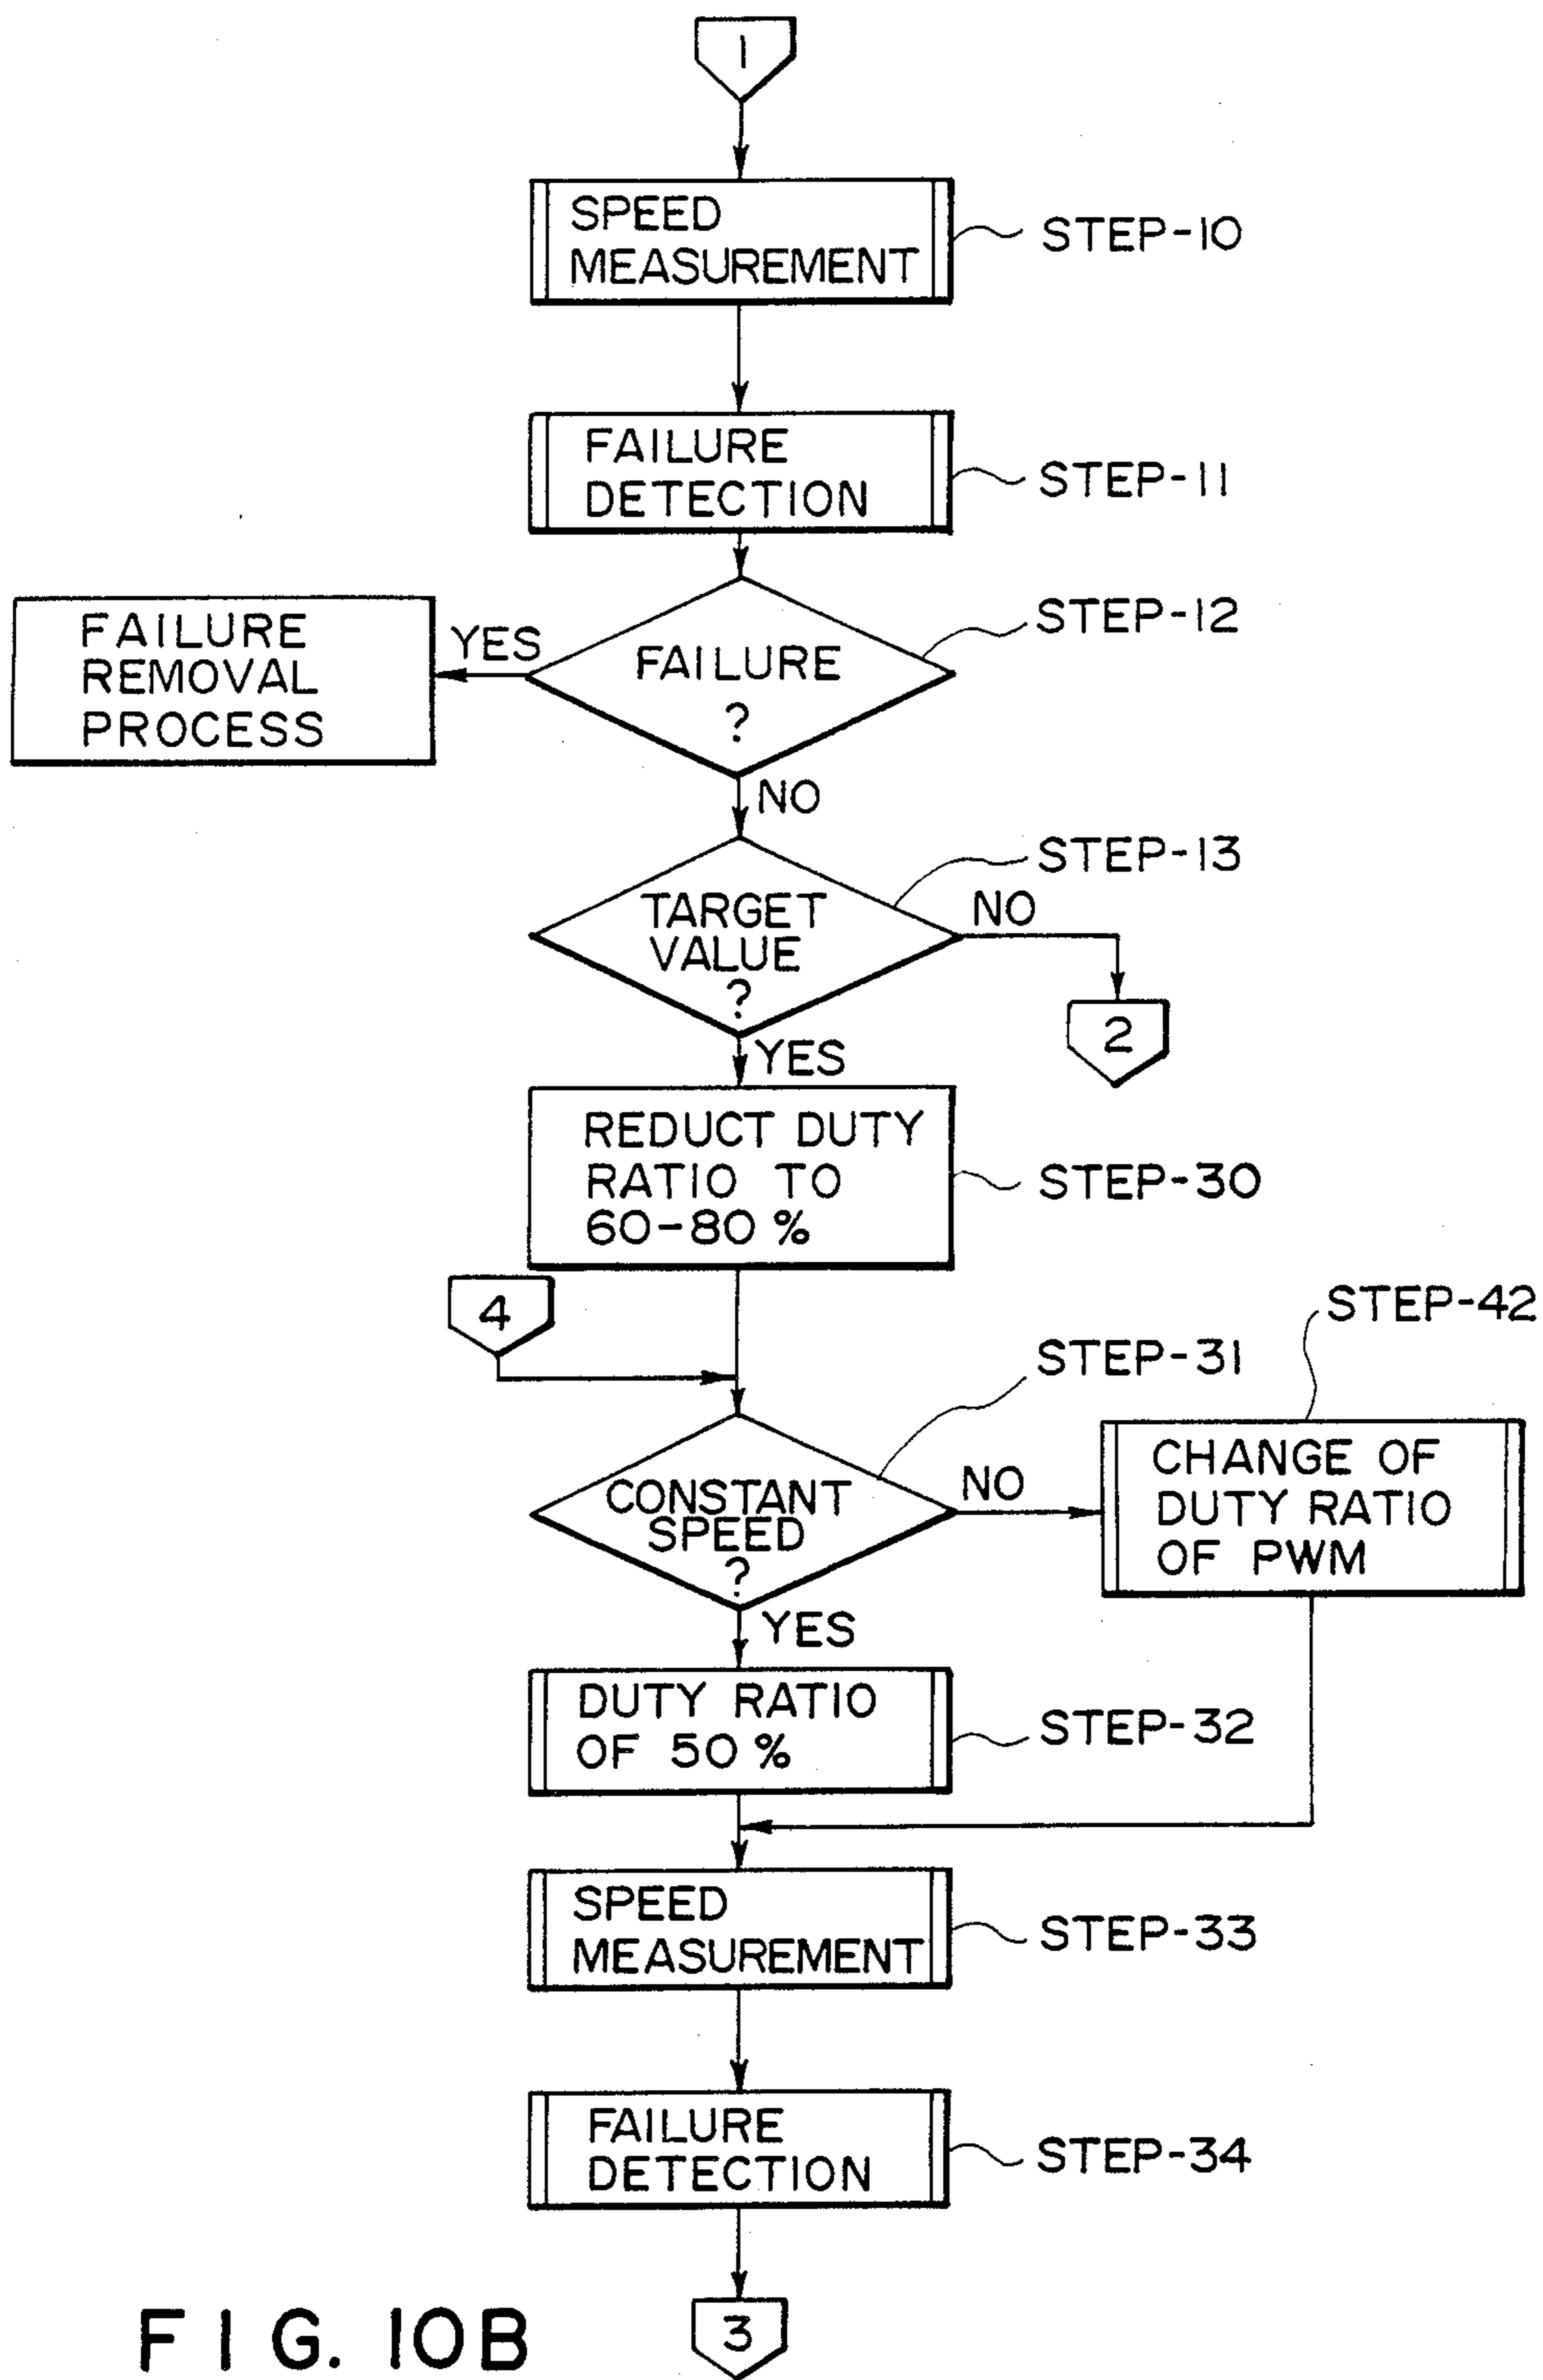 1
SPEED
MEASUREMENT
STEP-10
FAILURE
DETECTION
STEP-11
STEP-12
FAILURE
REMOVAL
PROCESS
YES
FAILURE
?
NO
STEP-13
TARGET
VALUE
?
NO
2
YES
REDUCT DUTY
RATIO TO
60-80 %
STEP-30
4
STEP-42
STEP-31
CONSTANT
SPEED
?
NO
CHANGE OF
DUTY RATIO
OF PWM
YES
DUTY RATIO
OF 50 %
STEP-32
SPEED
MEASUREMENT
STEP-33
FAILURE
DETECTION
STEP-34
3
FIG. 10B